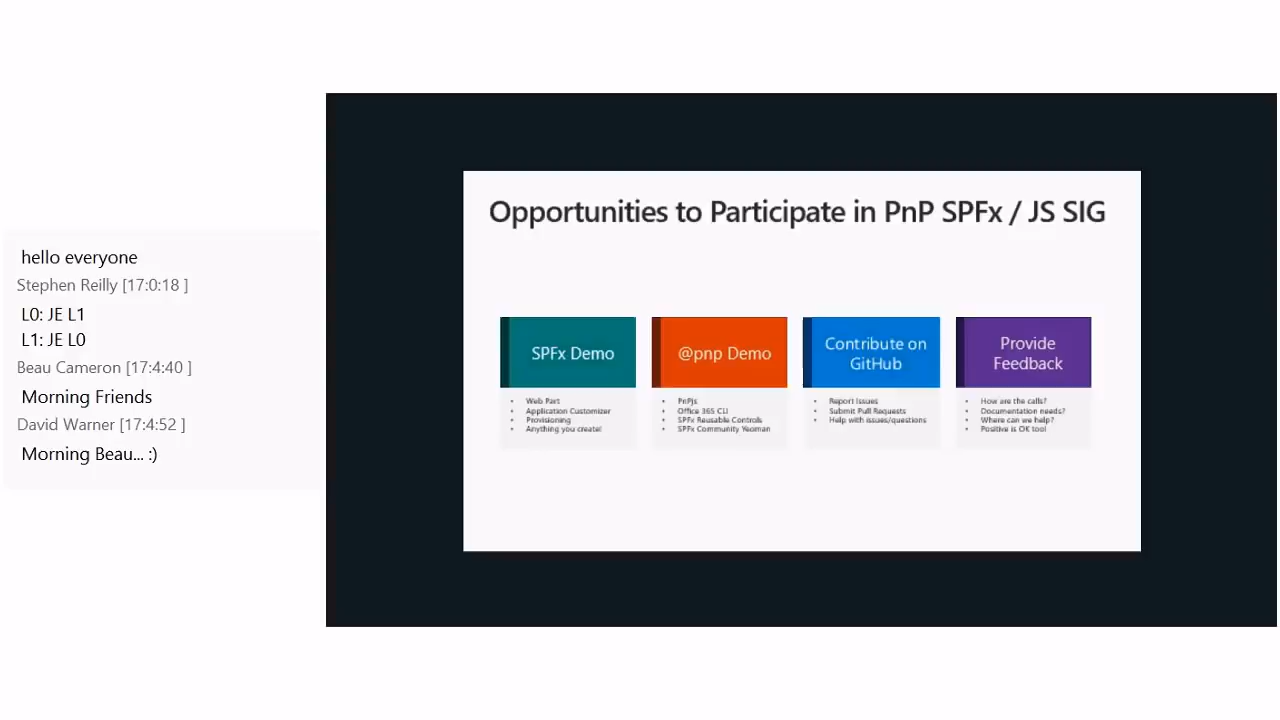 hello everyone
Stephen Reilly [17:0:18 ]
L0: JE L1
L1: JE L0
Beau Cameron [17:4:40 ]
Morning Friends
David Warner [17:4:52 ]
Morning Beau... :)
Opportunities to Participate in PnP SPFx / JS SIG
SPFx Demo
• Web Part
• Application Customizer
• Provisioning
• Anything you create!
@pnp Demo
• PnPJs
• Office 365 CLI
• SPFx Reusable Controls
• SPFx Community Yeoman
Contribute on
GitHub
• Report Issues
• Submit Pull Requests
• Help with issues/questions
Provide
Feedback
• How are the calls?
• Documentation needs?
• Where can we help?
• Positive is OK too!